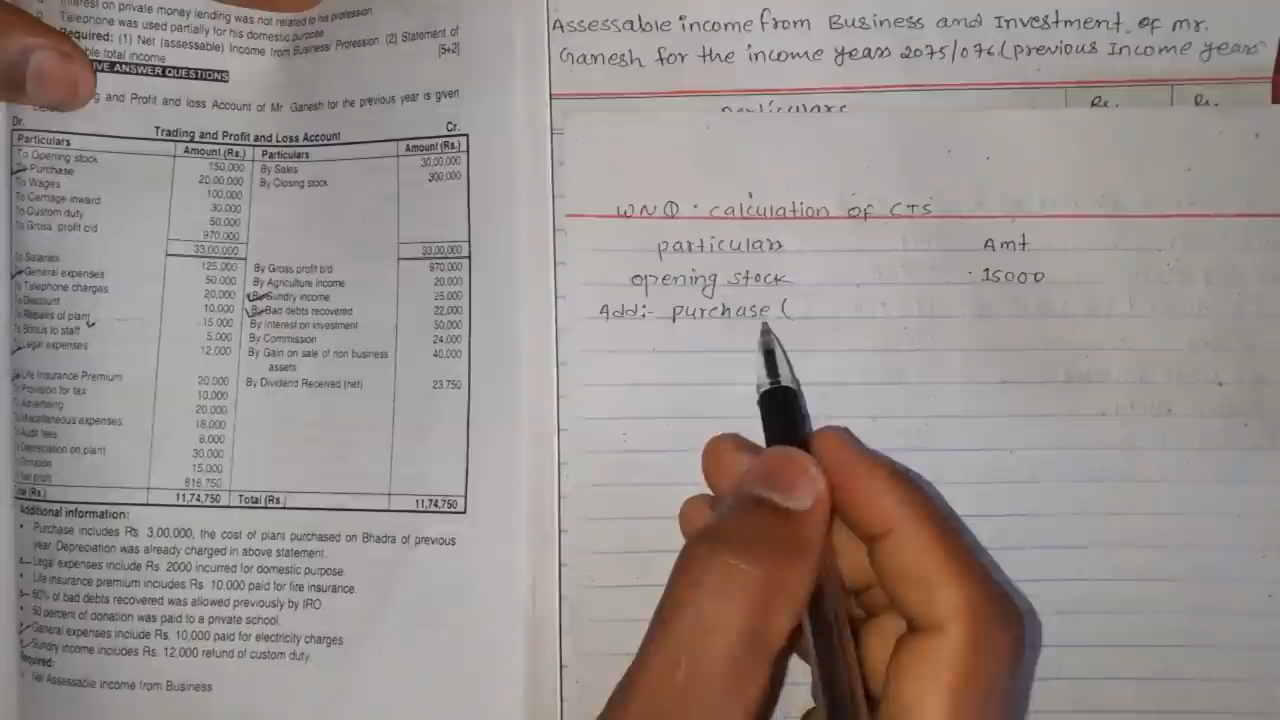 Interest on private money lending was not related to his profession
Telephone was used partially for his domestic purpose
Required: (1) Net (assessable) Income from Business/ Profession (2) Statement of
ble total income [5+2]
IVE ANSWER QUESTIONS
g and Profit and loss Account of Mr Ganesh for the previous year is given
Dr. Trading and Profit and Loss Account Cr.
Particulars Amount (Rs.) Particulars Amount (Rs.)
To Opening stock 150,000 By Sales 30,00,000
To Purchase 20,00,000 By Closing stock 300,000
To Wages 100,000
To Carriage inward 30,000
To Custom duty 50,000
To Gross profit c/d 970,000
33,00,000 33,00,000
To Salaries 125,000 By Gross profit b/d 970,000
To General expenses 50,000 By Agriculture income 20,000
To Telephone charges 20,000 By Sundry income 25,000
To Discount 10,000 By Bad debts recovered 22,000
To Repairs of plant 15,000 By Interest on investment 50,000
To Bonus to staff 5,000 By Commission 24,000
To Legal expenses 12,000 By Gain on sale of non business 40,000
assets
To Life Insurance Premium 20,000 By Dividend Received (net) 23,750
To Provision for tax 10,000
To Advertising 20,000
To Miscellaneous expenses 18,000
To Audit fees 8,000
To Depreciation on plant 30,000
To Donation 15,000
To Net profit 818,750
Total (Rs.) 11,74,750 Total (Rs. 11,74,750
Additional information:
• Purchase includes Rs 3,00,000, the cost of plant purchased on Bhadra of previous
year. Depreciation was already charged in above statement.
Legal expenses include Rs. 2000 incurred for domestic purpose.
• Life insurance premium includes Rs. 10,000 paid for fire insurance
60% of bad debts recovered was allowed previously by IRO.
• 50 percent of donation was paid to a private school.
General expenses include Rs. 10,000 paid for electricity charges
Sundry income includes Rs. 12,000 refund of custom duty.
Required:
Net Assessable Income from Business
Assessable income from Business and Investment of mr.
Ganesh for the income years 2075/076 (previous Income years
particulars Re. Re.
WN①. calculation of CTS
particulars Amt
opening stock 15000
Add:- purchase (